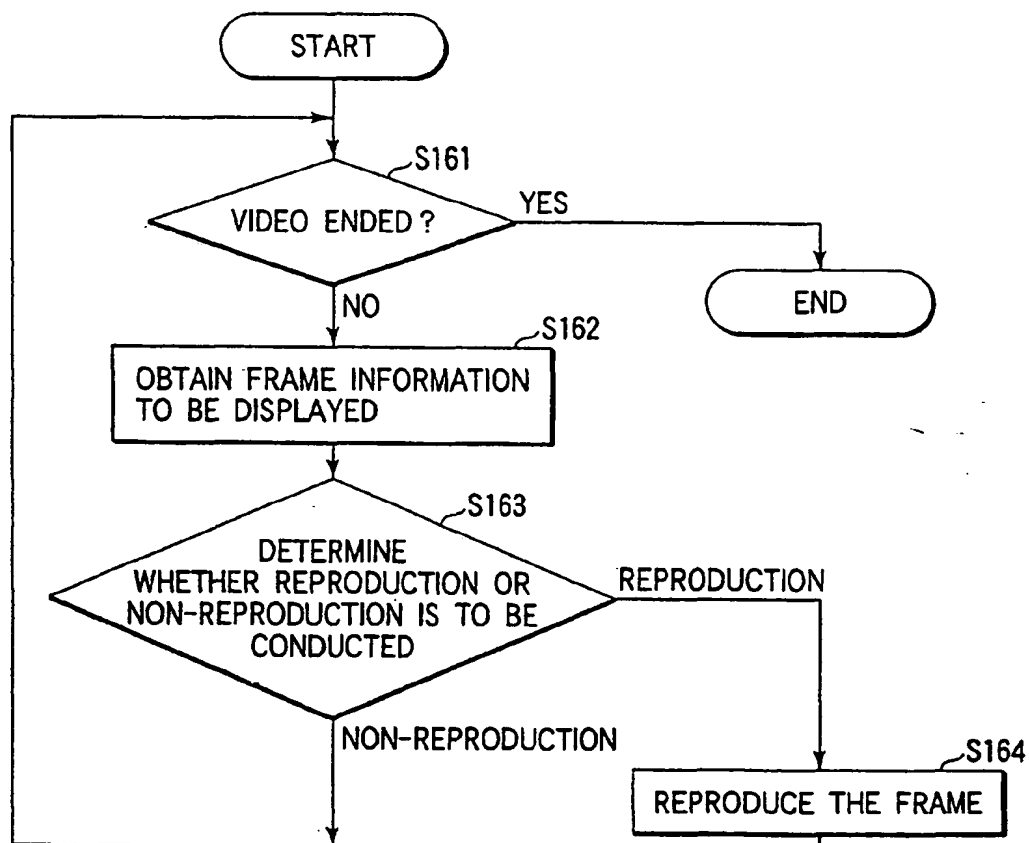 START
S161
VIDEO ENDED?
YES
END
NO
S162
OBTAIN FRAME INFORMATION
TO BE DISPLAYED
S163
DETERMINE
WHETHER REPRODUCTION OR
NON-REPRODUCTION IS TO BE
CONDUCTED
REPRODUCTION
NON-REPRODUCTION
S164
REPRODUCE THE FRAME